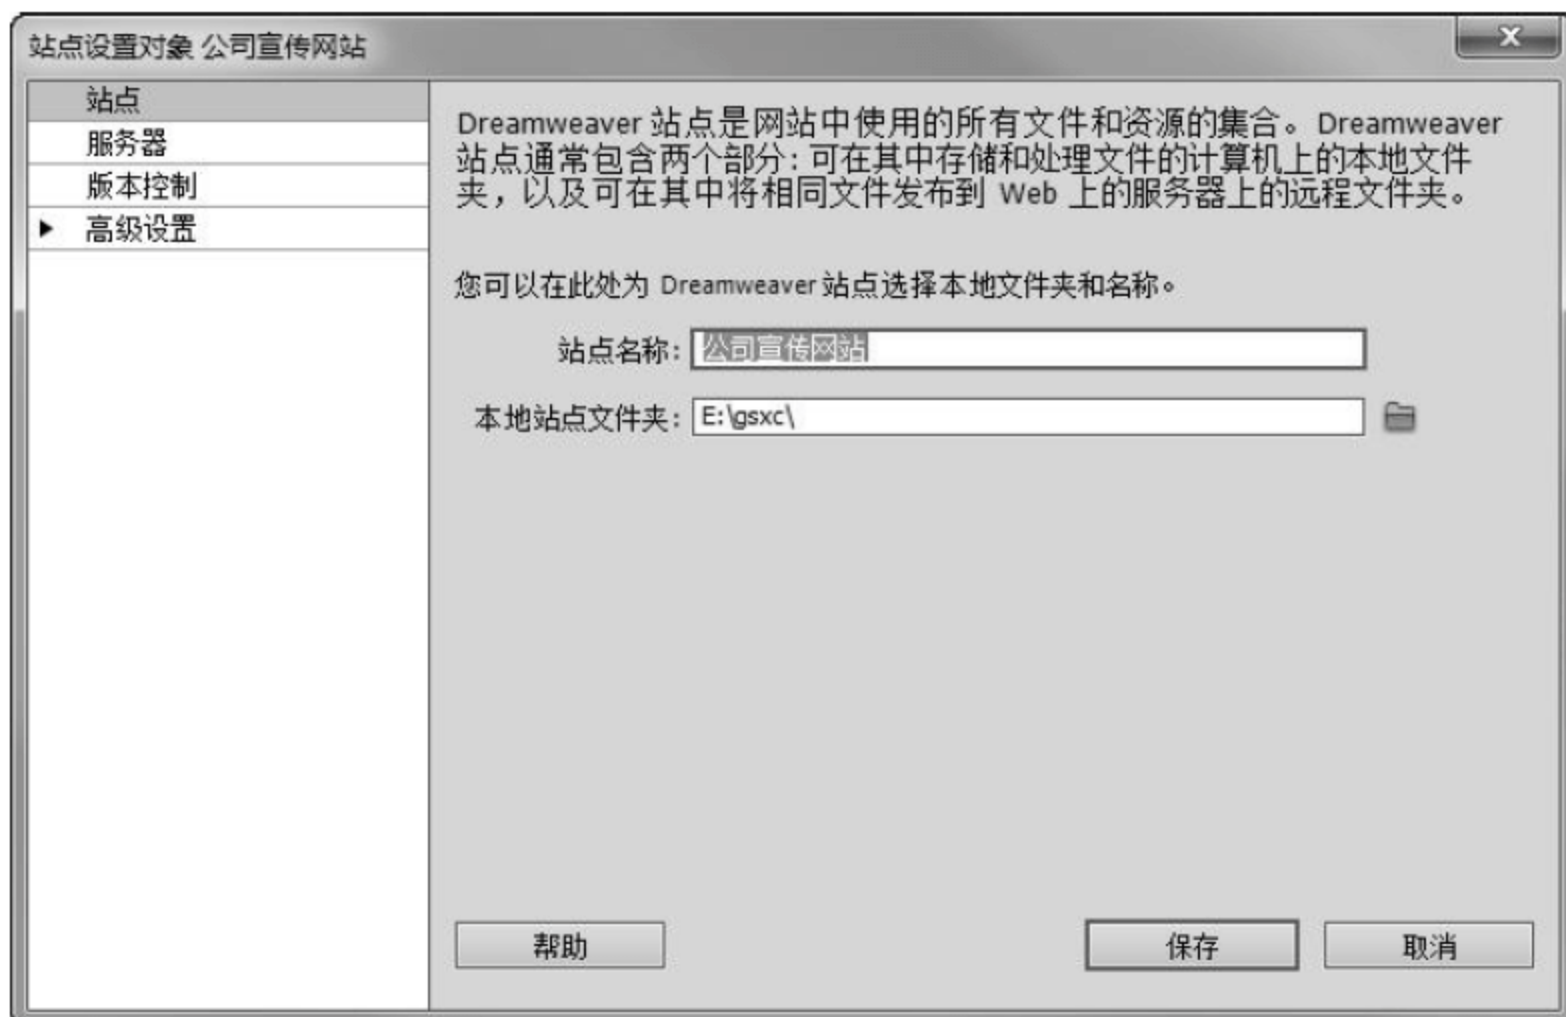 站点设置对象 公司宣传网站
站点
服务器
版本控制
高级设置
Dreamweaver 站点是网站中使用的所有文件和资源的集合。Dreamweaver
站点通常包含两个部分：可在其中存储和处理文件的计算机上的本地文件
夹，以及可在其中将相同文件发布到 Web 上的服务器上的远程文件夹。
您可以在此处为 Dreamweaver 站点选择本地文件夹和名称。
站点名称： 公司宣传网站
本地站点文件夹： E:\gsxc\
帮助 保存 取消